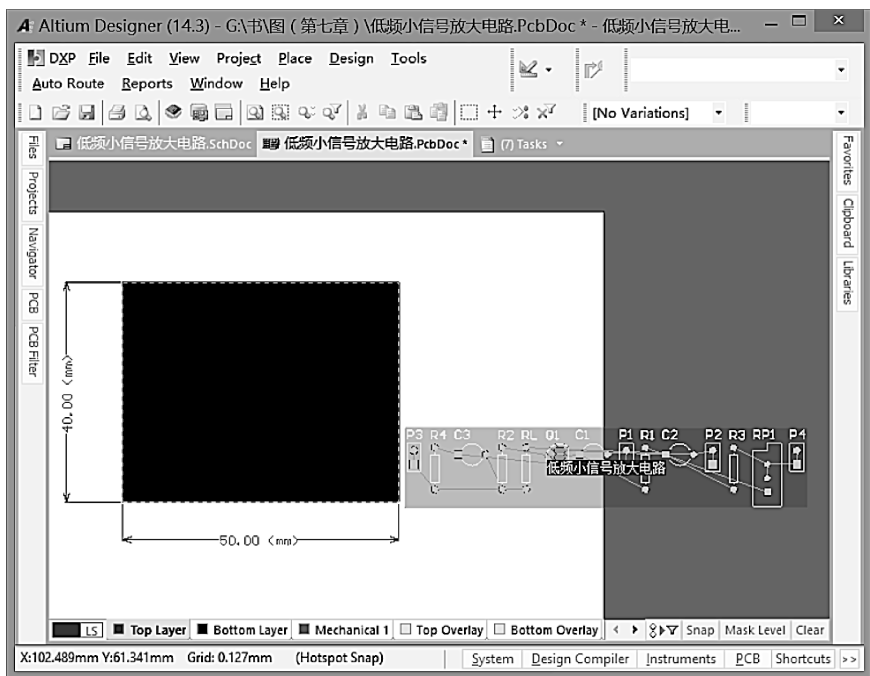 Altium Designer (14.3) - G:\书\图（第七章）\低频小信号放大电路.PcbDoc * - 低频小信号放大电...
DXP File Edit View Project Place Design Tools
Auto Route Reports Window Help
[No Variations]
低频小信号放大电路.SchDoc 低频小信号放大电路.PcbDoc * (7) Tasks
Files
Projects
Navigator
PCB
PCB Filter
Favorites
Clipboard
Libraries
40.00 (mm)
P3 R4 C3 R2 RL Q1 C1 P1 R1 C2 P2 R3 RP1 P4
低频小信号放大电路
50.00 (mm)
LS Top Layer Bottom Layer Mechanical 1 Top Overlay Bottom Overlay Snap Mask Level Clear
X:102.489mm Y:61.341mm Grid: 0.127mm (Hotspot Snap) System Design Compiler Instruments PCB Shortcuts >>